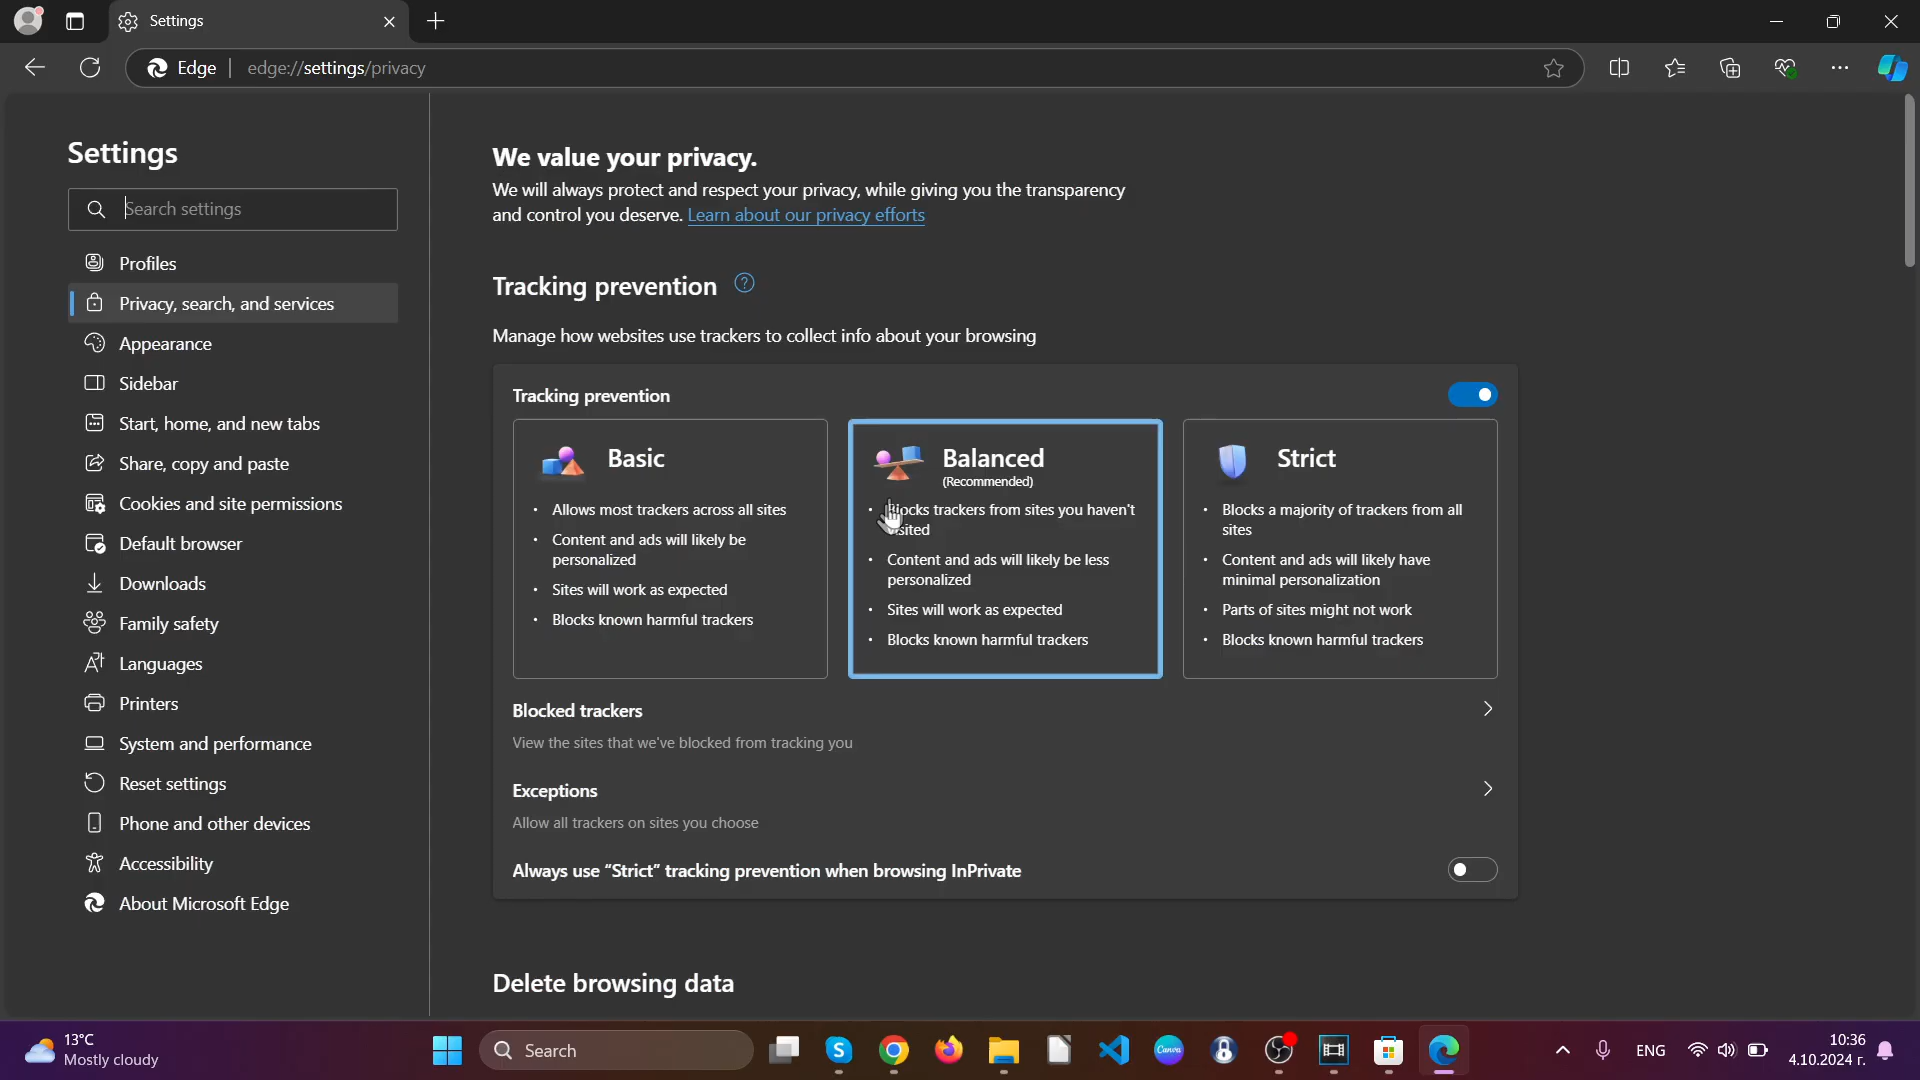 Settings
Edge
edge://settings/privacy
Settings
Search settings
Profiles
Privacy, search, and services
Appearance
Sidebar
Start, home, and new tabs
Share, copy and paste
Cookies and site permissions
Default browser
Downloads
Family safety
Languages
Printers
System and performance
Reset settings
Phone and other devices
Accessibility
About Microsoft Edge
We value your privacy.
We will always protect and respect your privacy, while giving you the transparency
and control you deserve. Learn about our privacy efforts
Tracking prevention
Manage how websites use trackers to collect info about your browsing
Tracking prevention
Basic
• Allows most trackers across all sites
• Content and ads will likely be
personalized
• Sites will work as expected
• Blocks known harmful trackers
Balanced
(Recommended)
• Blocks trackers from sites you haven't
visited
• Content and ads will likely be less
personalized
• Sites will work as expected
• Blocks known harmful trackers
Strict
• Blocks a majority of trackers from all
sites
• Content and ads will likely have
minimal personalization
• Parts of sites might not work
• Blocks known harmful trackers
Blocked trackers
View the sites that we've blocked from tracking you
Exceptions
Allow all trackers on sites you choose
Always use “Strict” tracking prevention when browsing InPrivate
Delete browsing data
13°C
Mostly cloudy
Search
Canva
ENG
10:36
4.10.2024 г.